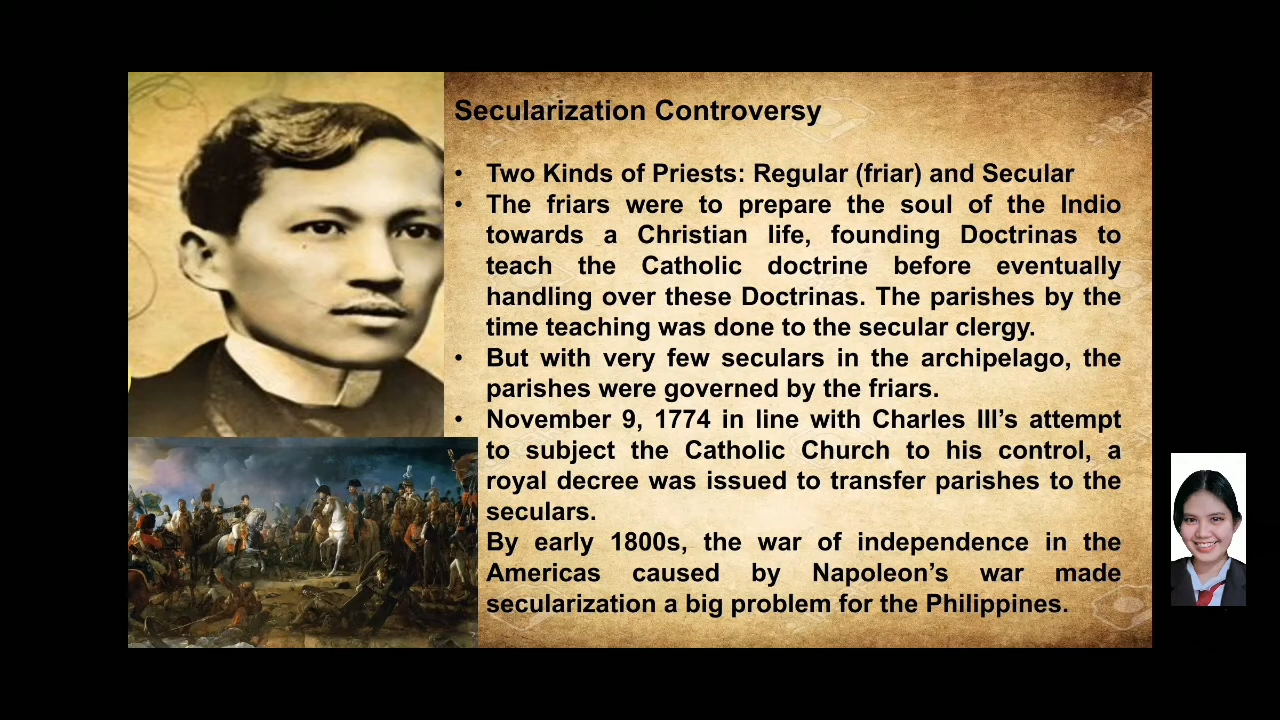 Secularization Controversy
• Two Kinds of Priests: Regular (friar) and Secular
• The friars were to prepare the soul of the Indio
towards a Christian life, founding Doctrinas to
teach the Catholic doctrine before eventually
handling over these Doctrinas. The parishes by the
time teaching was done to the secular clergy.
• But with very few seculars in the archipelago, the
parishes were governed by the friars.
• November 9, 1774 in line with Charles III’s attempt
to subject the Catholic Church to his control, a
royal decree was issued to transfer parishes to the
seculars.
By early 1800s, the war of independence in the
Americas caused by Napoleon’s war made
secularization a big problem for the Philippines.